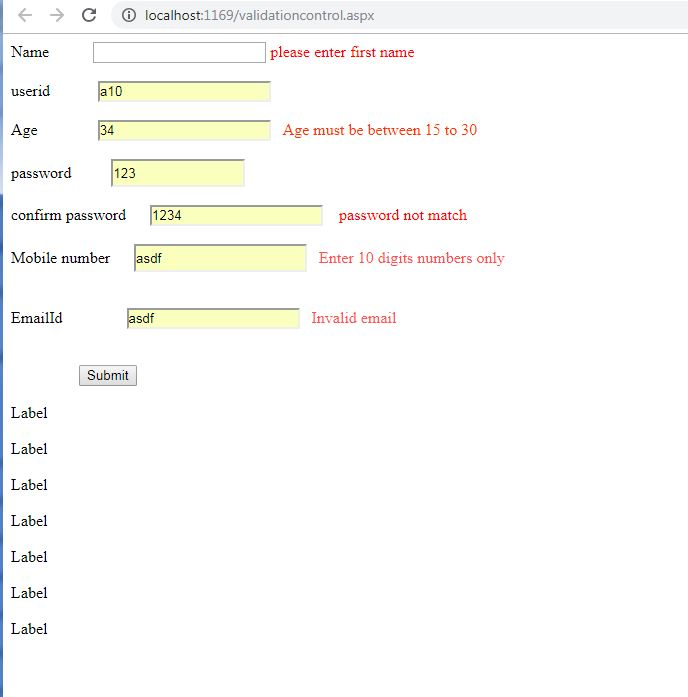 localhost:1169/validationcontrol.aspx
Name please enter first name
userid a10
Age 34 Age must be between 15 to 30
password 123
confirm password 1234 password not match
Mobile number asdf Enter 10 digits numbers only
EmailId asdf Invalid email
Submit
Label
Label
Label
Label
Label
Label
Label